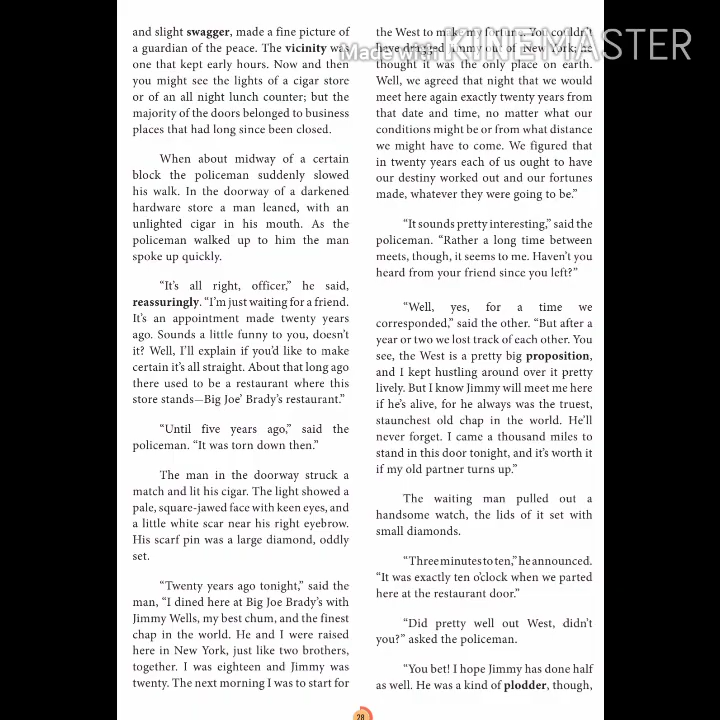 and slight swagger, made a fine picture of
a guardian of the peace. The vicinity was
one that kept early hours. Now and then
you might see the lights of a cigar store
or of an all night lunch counter; but the
majority of the doors belonged to business
places that had long since been closed.
When about midway of a certain
block the policeman suddenly slowed
his walk. In the doorway of a darkened
hardware store a man leaned, with an
unlighted cigar in his mouth. As the
policeman walked up to him the man
spoke up quickly.
“It’s all right, officer,” he said,
reassuringly. “I’m just waiting for a friend.
It’s an appointment made twenty years
ago. Sounds a little funny to you, doesn’t
it? Well, I’ll explain if you’d like to make
certain it’s all straight. About that long ago
there used to be a restaurant where this
store stands—Big Joe’ Brady’s restaurant.”
“Until five years ago,” said the
policeman. “It was torn down then.”
The man in the doorway struck a
match and lit his cigar. The light showed a
pale, square-jawed face with keen eyes, and
a little white scar near his right eyebrow.
His scarf pin was a large diamond, oddly
set.
“Twenty years ago tonight,” said the
man, “I dined here at Big Joe Brady’s with
Jimmy Wells, my best chum, and the finest
chap in the world. He and I were raised
here in New York, just like two brothers,
together. I was eighteen and Jimmy was
twenty. The next morning I was to start for
the West to make my fortune. You couldn’t
have dragged Jimmy out of New York; he
thought it was the only place on earth.
Well, we agreed that night that we would
meet here again exactly twenty years from
that date and time, no matter what our
conditions might be or from what distance
we might have to come. We figured that
in twenty years each of us ought to have
our destiny worked out and our fortunes
made, whatever they were going to be.”
“It sounds pretty interesting,” said the
policeman. “Rather a long time between
meets, though, it seems to me. Haven’t you
heard from your friend since you left?”
“Well, yes, for a time we
corresponded,” said the other. “But after a
year or two we lost track of each other. You
see, the West is a pretty big proposition,
and I kept hustling around over it pretty
lively. But I know Jimmy will meet me here
if he’s alive, for he always was the truest,
staunchest old chap in the world. He’ll
never forget. I came a thousand miles to
stand in this door tonight, and it’s worth it
if my old partner turns up.”
The waiting man pulled out a
handsome watch, the lids of it set with
small diamonds.
“Three minutes to ten,” he announced.
“It was exactly ten o’clock when we parted
here at the restaurant door.”
“Did pretty well out West, didn’t
you?” asked the policeman.
“You bet! I hope Jimmy has done half
as well. He was a kind of plodder, though,
28
Made with KINEMASTER